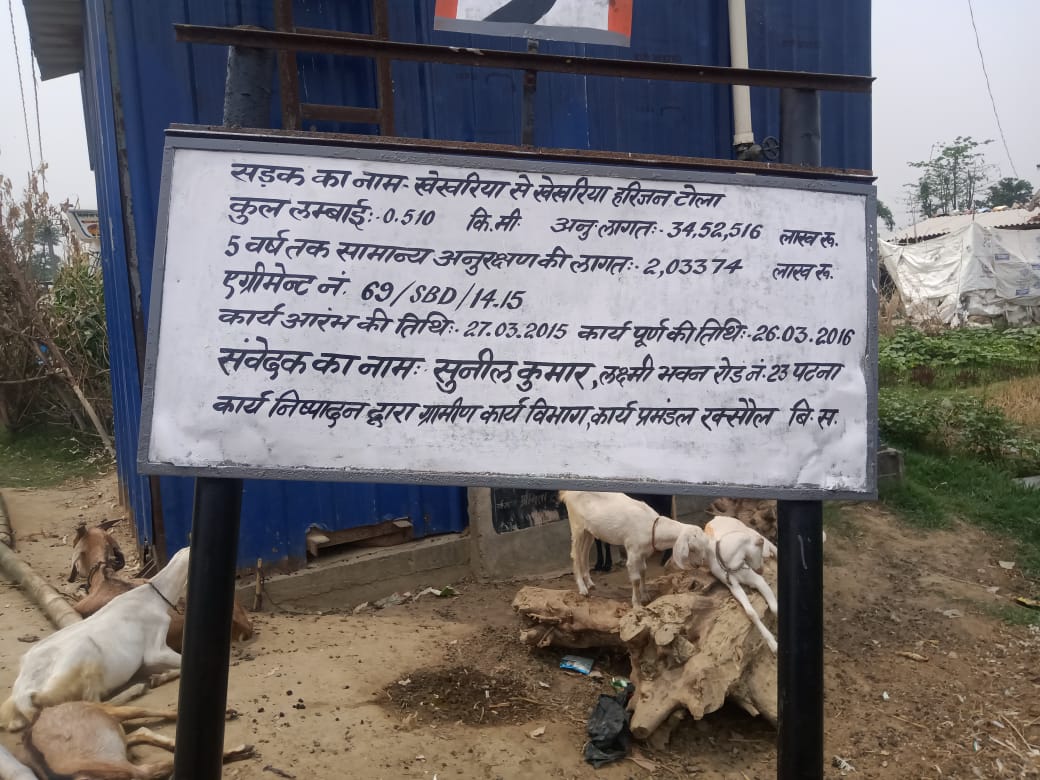 सड़क का नाम:- खेसरिया से खेसरिया हरिजन टोला
कुल लम्बाई:- 0.510 कि.मी. अनु.लागत:- 34,52,516 लाख रू.
5 वर्ष तक सामान्य अनुरक्षण की लागत:- 2,03374 लाख रू.
एग्रीमेन्ट नं. 69/SBD/14.15
कार्य आरंभ की तिथि:- 27.03.2015 कार्य पूर्ण की तिथि:- 26.03.2016
संवेदक का नाम:- सुनील कुमार, लक्ष्मी भवन रोड नं.23 पटना
कार्य निष्पादन द्वारा ग्रामीण कार्य विभाग, कार्य प्रमंडल रक्सौल बि.स.